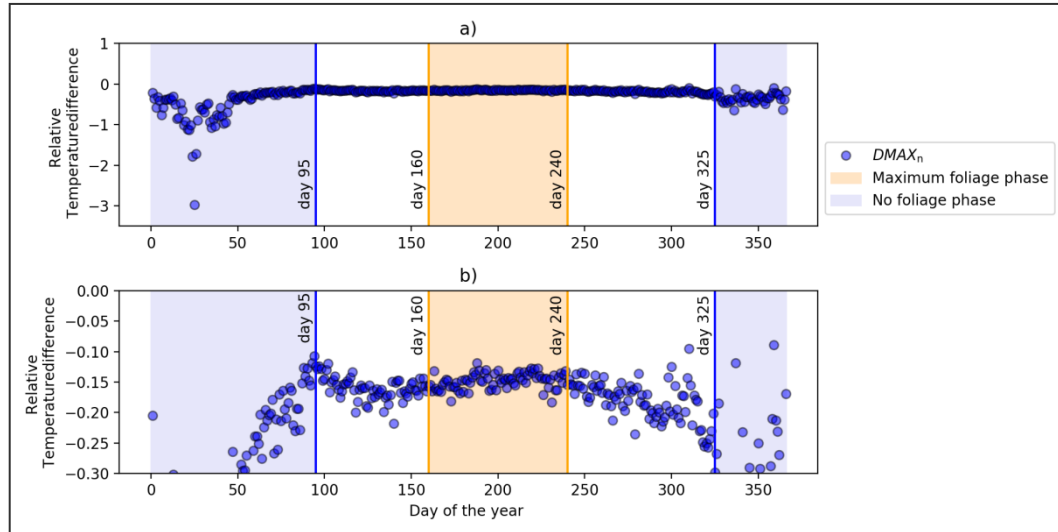 a)
Relative
Temperaturedifference
1
0
−1
−2
−3
day 95
day 160
day 240
day 325
0
50
100
150
200
250
300
350
DMAXn
Maximum foliage phase
No foliage phase
b)
Relative
Temperaturedifference
0.00
−0.05
−0.10
−0.15
−0.20
−0.25
−0.30
day 95
day 160
day 240
day 325
0
50
100
150
200
250
300
350
Day of the year